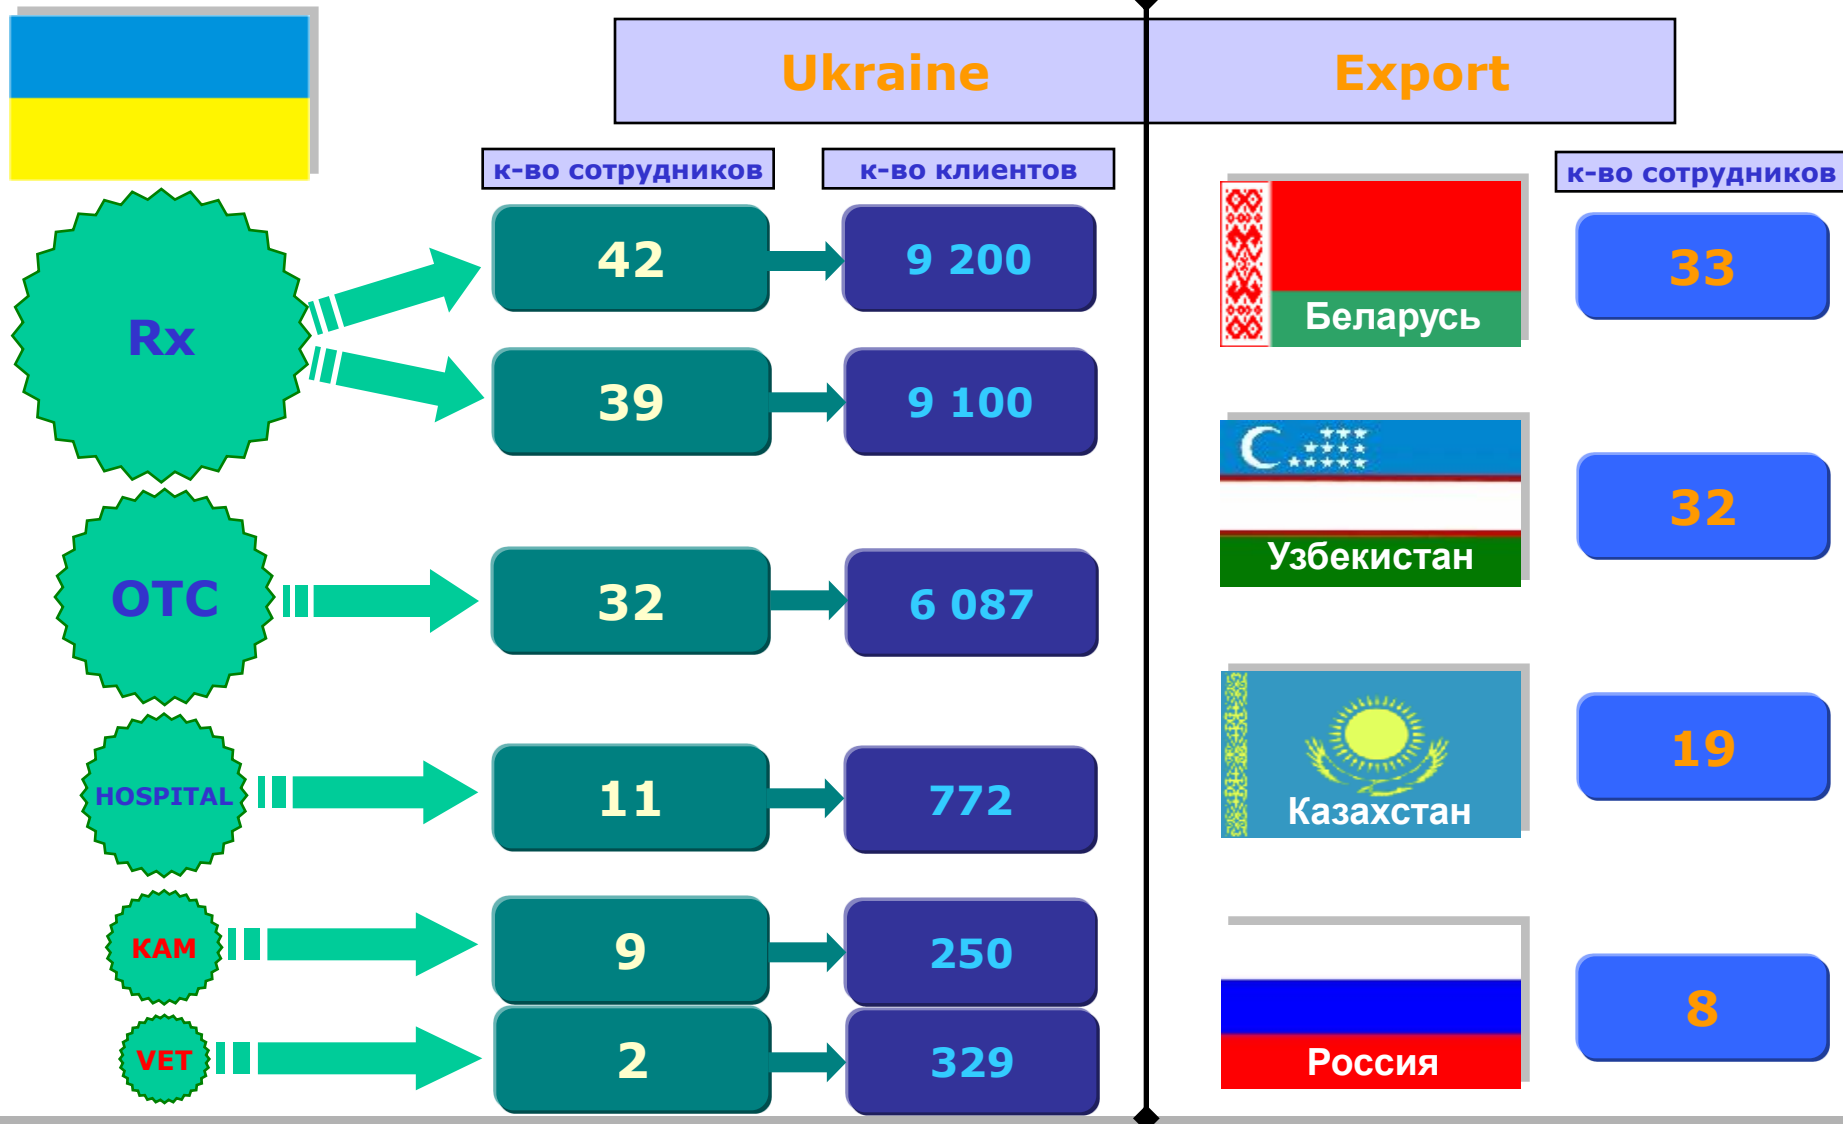 Ukraine
Export
к-во сотрудников
к-во клиентов
к-во сотрудников
Rx
42
9 200
39
9 100
OTC
32
6 087
HOSPITAL
11
772
КАМ
9
250
VET
2
329
Беларусь
33
Узбекистан
32
Казахстан
19
Россия
8